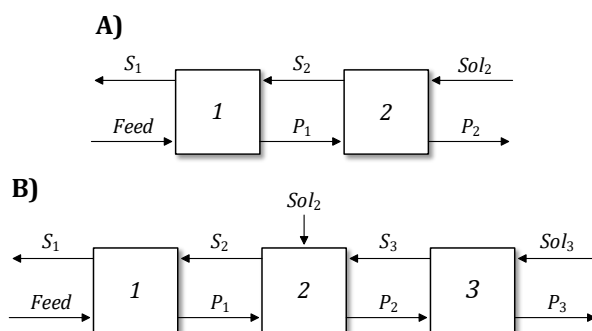 A)
S₁ S₂ Sol₂
1 2
Feed P₁ P₂
B)
Sol₂
S₁ S₂ S₃ Sol₃
1 2 3
Feed P₁ P₂ P₃